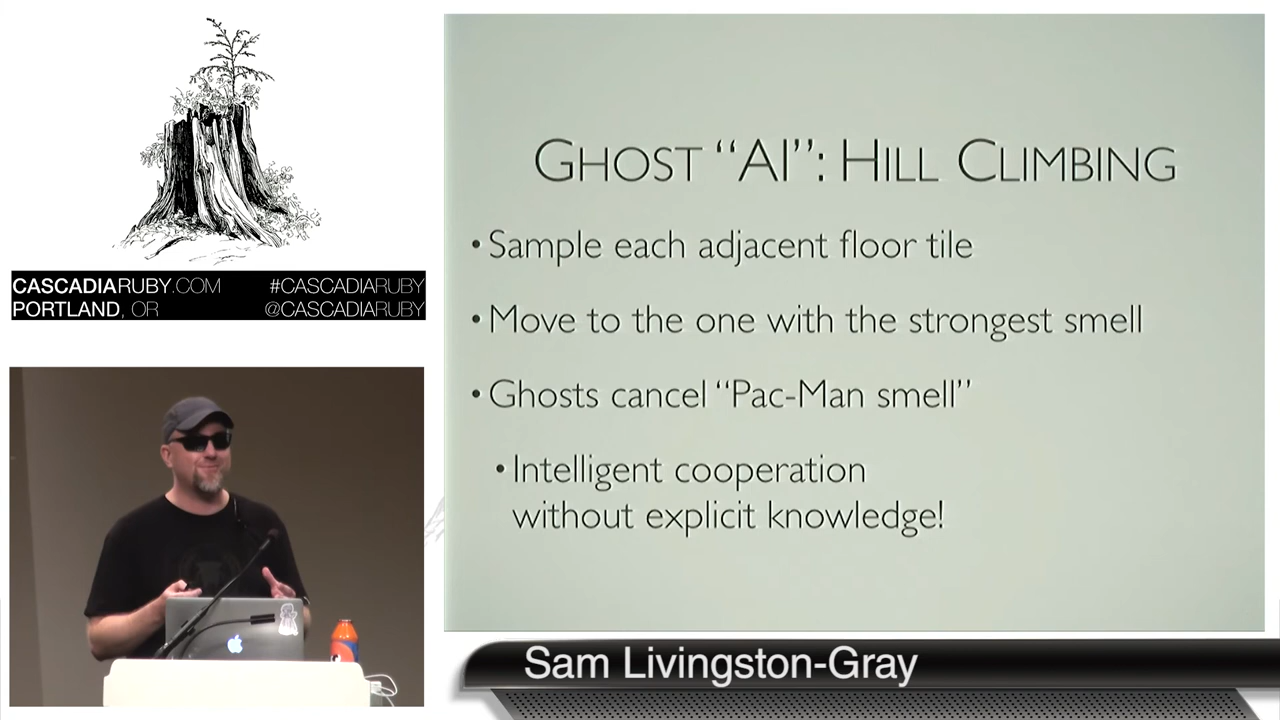 CASCADIARUBY.COM #CASCADIARUBY
PORTLAND, OR @CASCADIARUBY
GHOST “AI”: HILL CLIMBING
• Sample each adjacent floor tile
• Move to the one with the strongest smell
• Ghosts cancel “Pac-Man smell”
• Intelligent cooperation
without explicit knowledge!
Sam Livingston-Gray